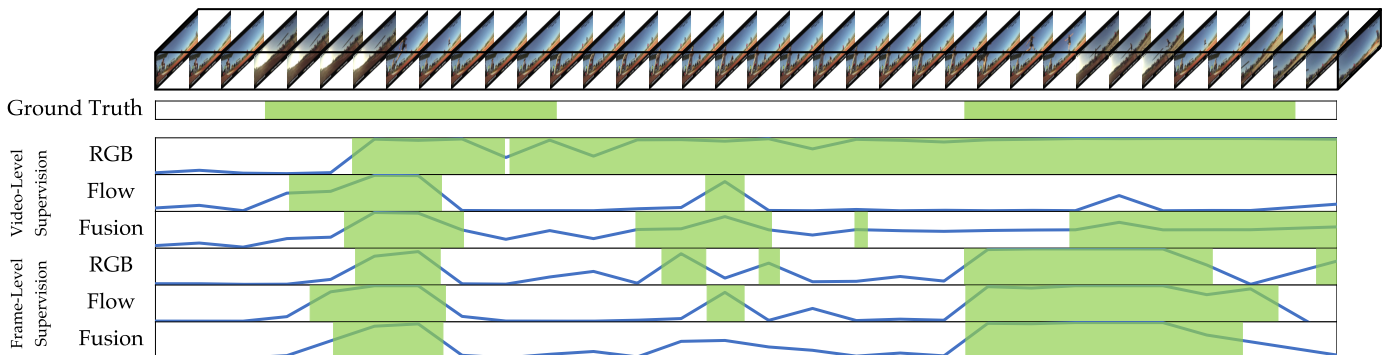 Ground Truth
Video-Level
Supervision
RGB
Flow
Fusion
Frame-Level
Supervision
RGB
Flow
Fusion